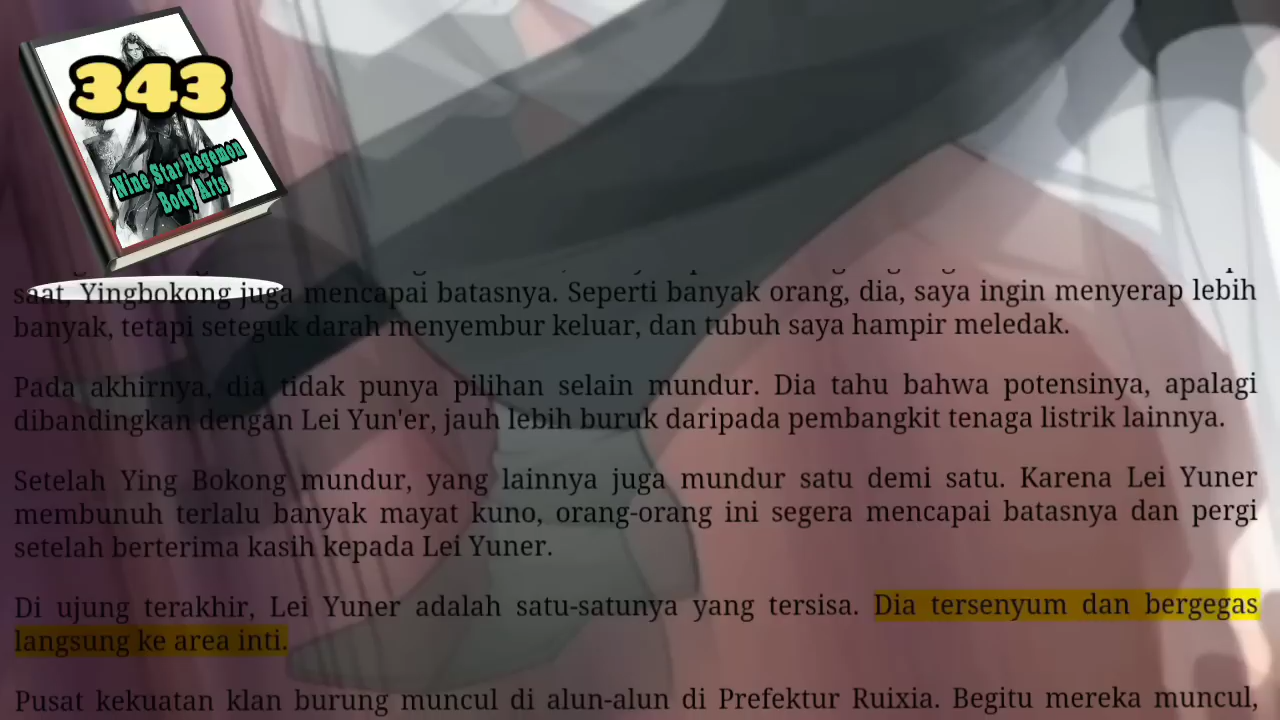 343
Nine Star Hegemon
Body Arts
saat, Yingbokong juga mencapai batasnya. Seperti banyak orang, dia, saya ingin menyerap lebih
banyak, tetapi seteguk darah menyembur keluar, dan tubuh saya hampir meledak.
Pada akhirnya, dia tidak punya pilihan selain mundur. Dia tahu bahwa potensinya, apalagi
dibandingkan dengan Lei Yun'er, jauh lebih buruk daripada pembangkit tenaga listrik lainnya.
Setelah Ying Bokong mundur, yang lainnya juga mundur satu demi satu. Karena Lei Yuner
membunuh terlalu banyak mayat kuno, orang-orang ini segera mencapai batasnya dan pergi
setelah berterima kasih kepada Lei Yuner.
Di ujung terakhir, Lei Yuner adalah satu-satunya yang tersisa. Dia tersenyum dan bergegas
langsung ke area inti.
Pusat kekuatan klan burung muncul di alun-alun di Prefektur Ruixia. Begitu mereka muncul,